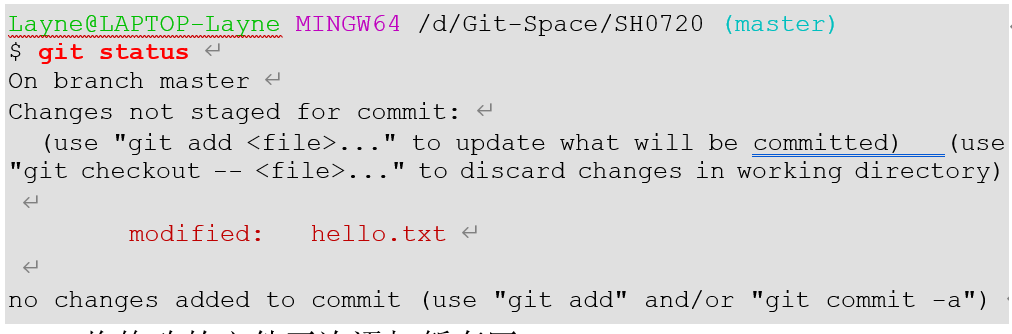 Layne@LAPTOP-Layne MINGW64 /d/Git-Space/SH0720 (master)
$ git status
On branch master
Changes not staged for commit:
(use "git add <file>..." to update what will be committed) (use
"git checkout -- <file>..." to discard changes in working directory)
modified: hello.txt
no changes added to commit (use "git add" and/or "git commit -a")